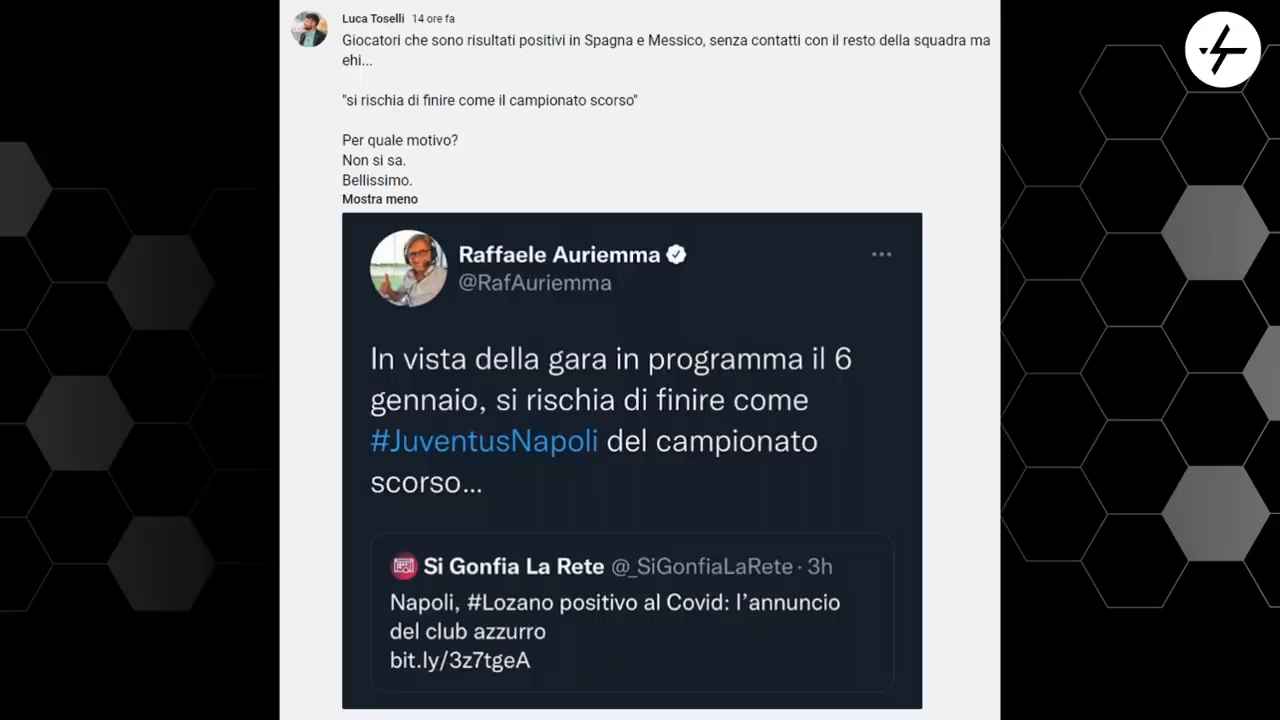 Luca Toselli 14 ore fa
Giocatori che sono risultati positivi in Spagna e Messico, senza contatti con il resto della squadra ma
ehi...
"si rischia di finire come il campionato scorso"
Per quale motivo?
Non si sa.
Bellissimo.
Mostra meno
Raffaele Auriemma
@RafAuriemma
In vista della gara in programma il 6
gennaio, si rischia di finire come
#JuventusNapoli del campionato
scorso...
Si Gonfia La Rete @_SiGonfiaLaRete · 3h
Napoli, #Lozano positivo al Covid: l’annuncio
del club azzurro
bit.ly/3z7tgeA